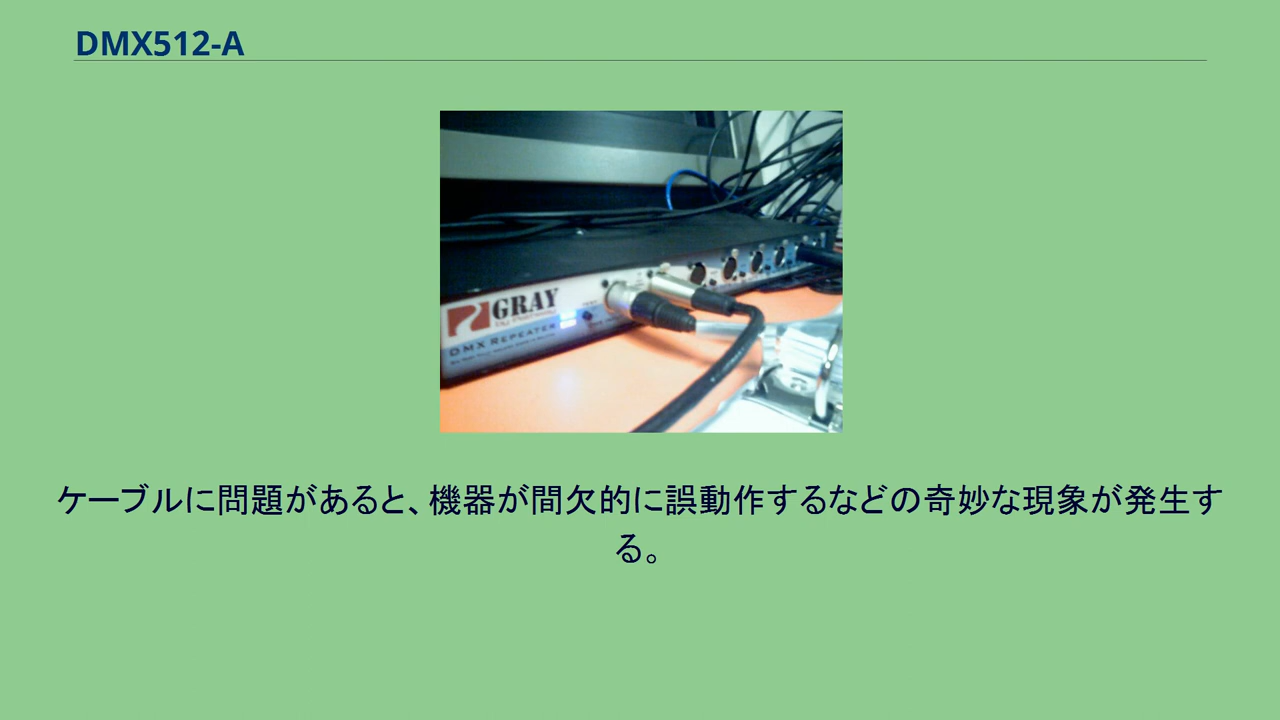 DMX512-A
GRAY
DMX REPEATER
ケーブルに問題があると、機器が間欠的に誤動作するなどの奇妙な現象が発生す
る。